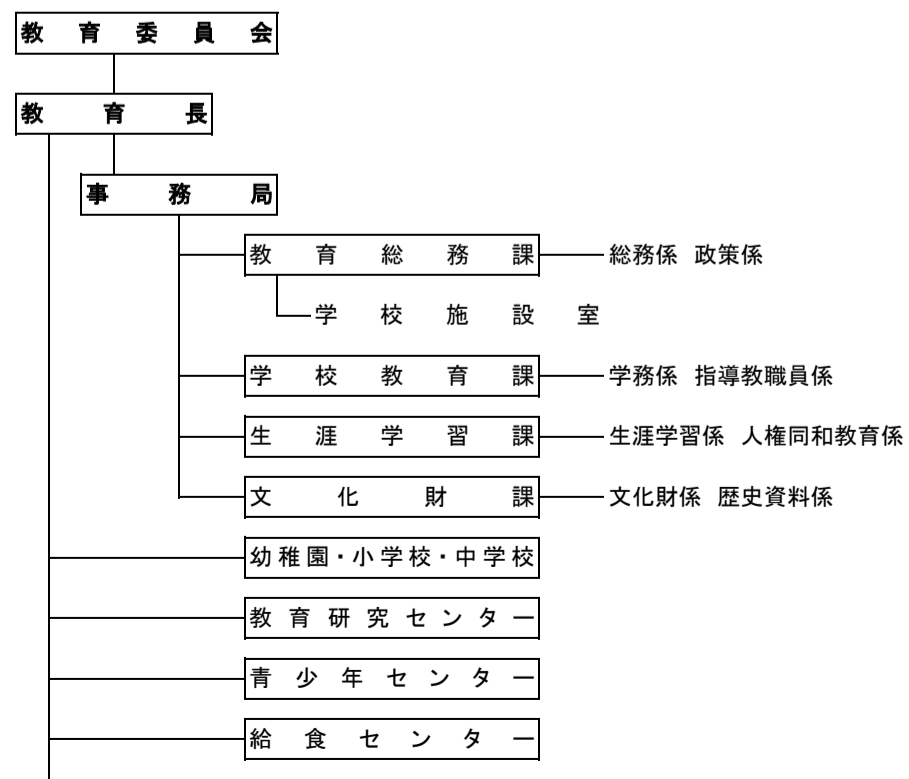 教育委員会
教育長
事務局
教育総務課 総務係 政策係
学校施設室
学校教育課 学務係 指導教職員係
生涯学習課 生涯学習係 人権同和教育係
文化財課 文化財係 歴史資料係
幼稚園・小学校・中学校
教育研究センター
青少年センター
給食センター